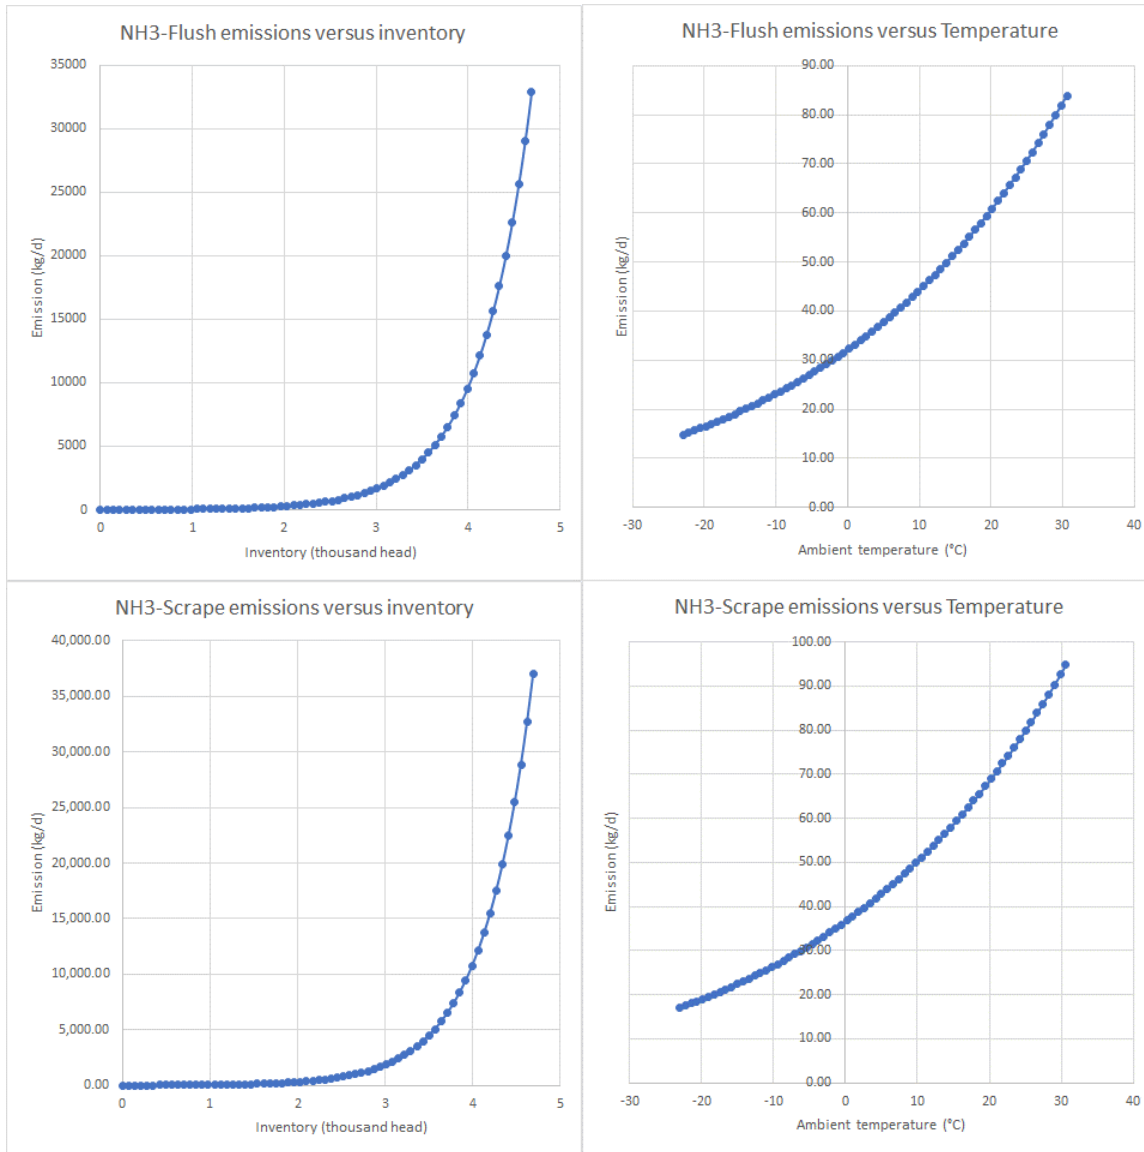 NH3-Flush emissions versus inventory
35000
30000
25000
20000
15000
10000
5000
0
Emission (kg/d)
0 1 2 3 4 5
Inventory (thousand head)
NH3-Flush emissions versus Temperature
90.00
80.00
70.00
60.00
50.00
40.00
30.00
20.00
10.00
0.00
Emission (kg/d)
-30 -20 -10 0 10 20 30 40
Ambient temperature (°C)
NH3-Scrape emissions versus inventory
40,000.00
35,000.00
30,000.00
25,000.00
20,000.00
15,000.00
10,000.00
5,000.00
0.00
Emission (kg/d)
0 1 2 3 4 5
Inventory (thousand head)
NH3-Scrape emissions versus Temperature
100.00
90.00
80.00
70.00
60.00
50.00
40.00
30.00
20.00
10.00
0.00
Emission (kg/d)
-30 -20 -10 0 10 20 30 40
Ambient temperature (°C)